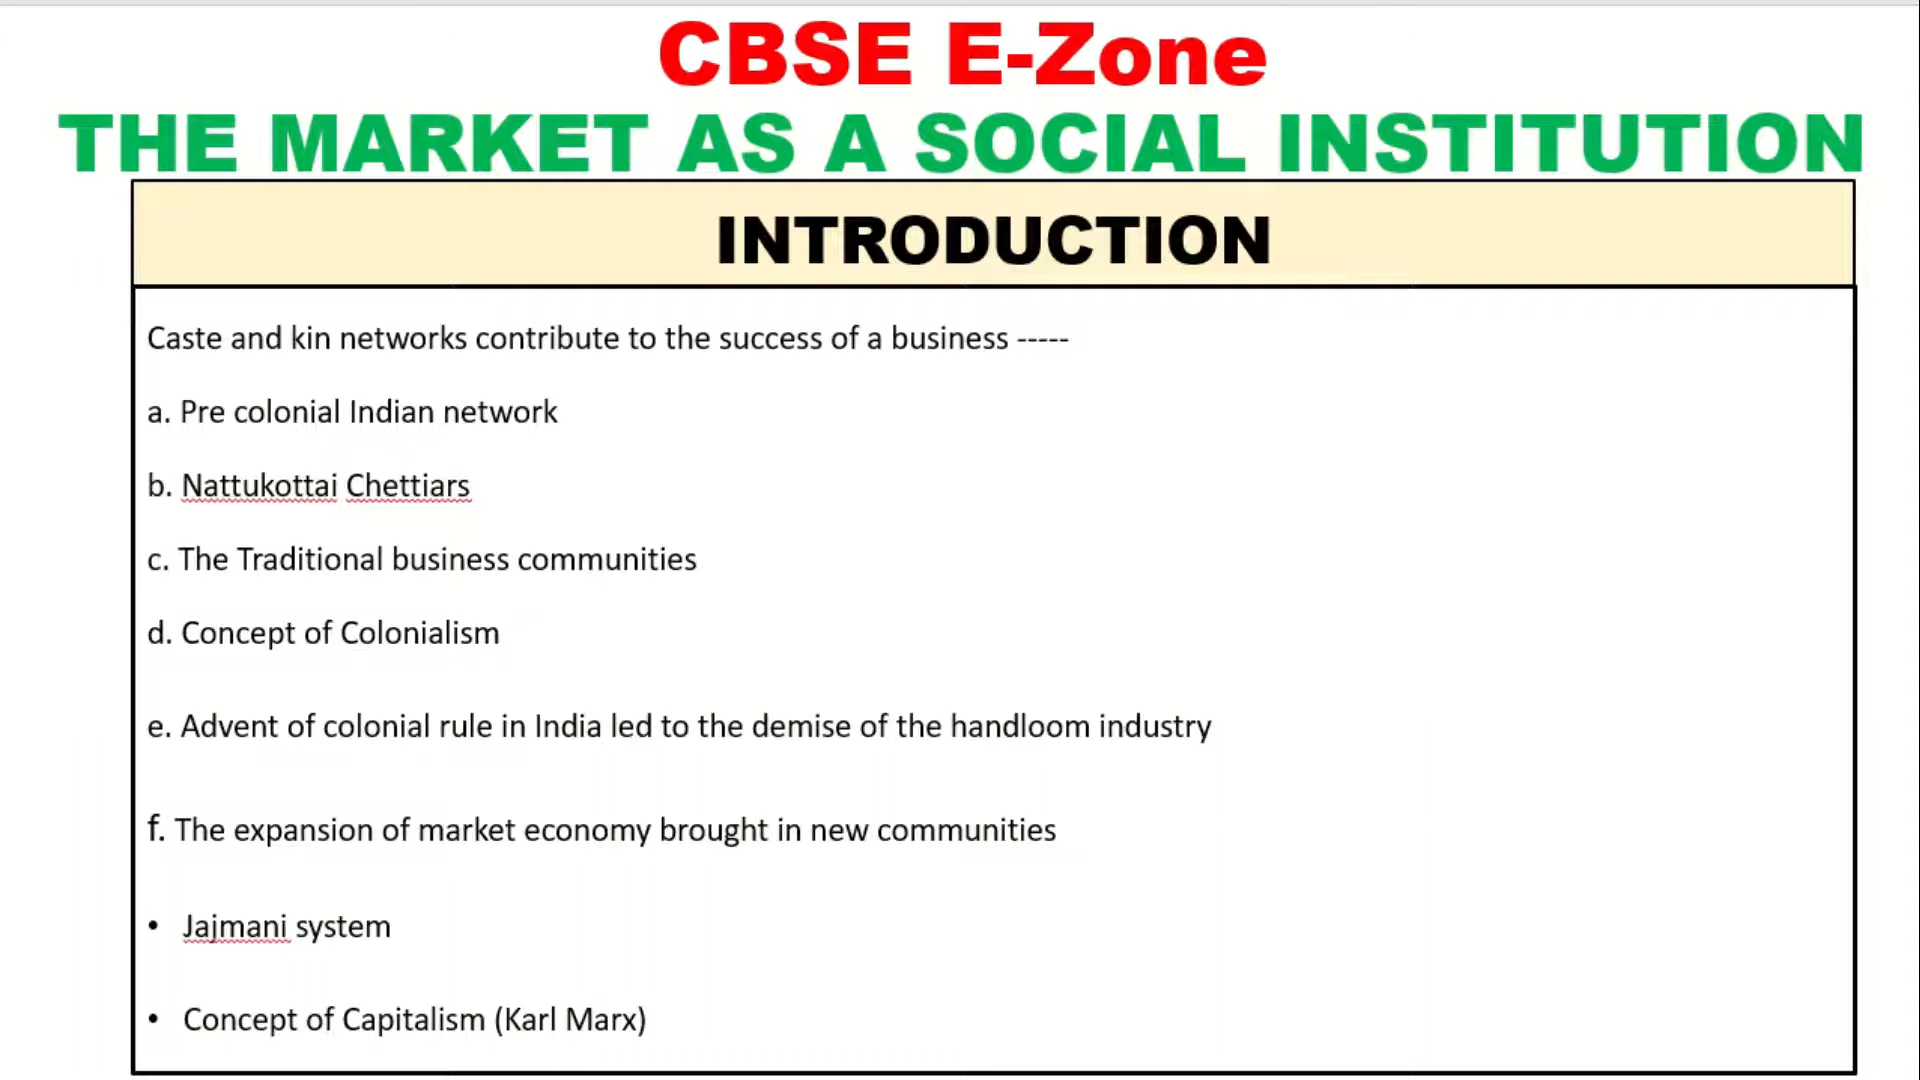 CBSE E-Zone
THE MARKET AS A SOCIAL INSTITUTION
INTRODUCTION
Caste and kin networks contribute to the success of a business -----
a. Pre colonial Indian network
b. Nattukottai Chettiars
c. The Traditional business communities
d. Concept of Colonialism
e. Advent of colonial rule in India led to the demise of the handloom industry
f. The expansion of market economy brought in new communities
• Jajmani system
• Concept of Capitalism (Karl Marx)